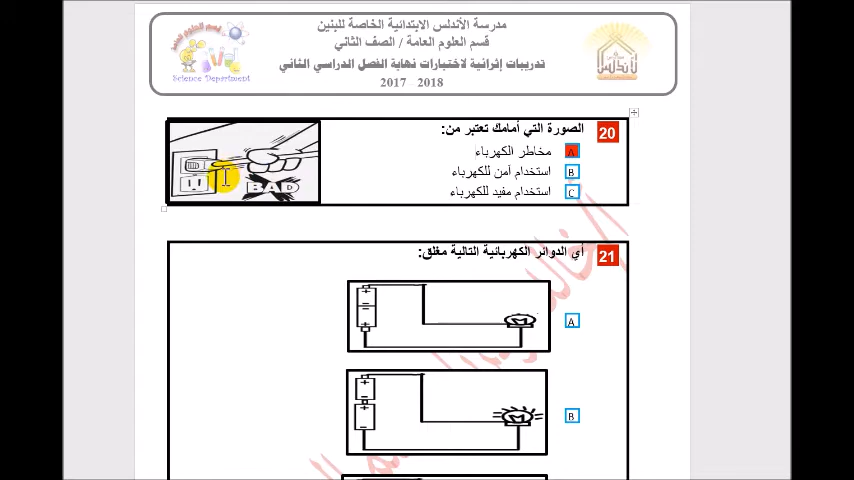 مدرسة الأندلس الابتدائية الخاصة للبنين
قسم العلوم العامة / الصف الثاني
تدريبات إثرائية لاختبارات نهاية الفصل الدراسي الثاني
2017 - 2018
Science Department
20 الصورة التي أمامك تعتبر من:
A مخاطر الكهرباء
B استخدام آمن للكهرباء
C استخدام مفيد للكهرباء
BAD
21 أي الدوائر الكهربائية التالية مغلق:
A
B